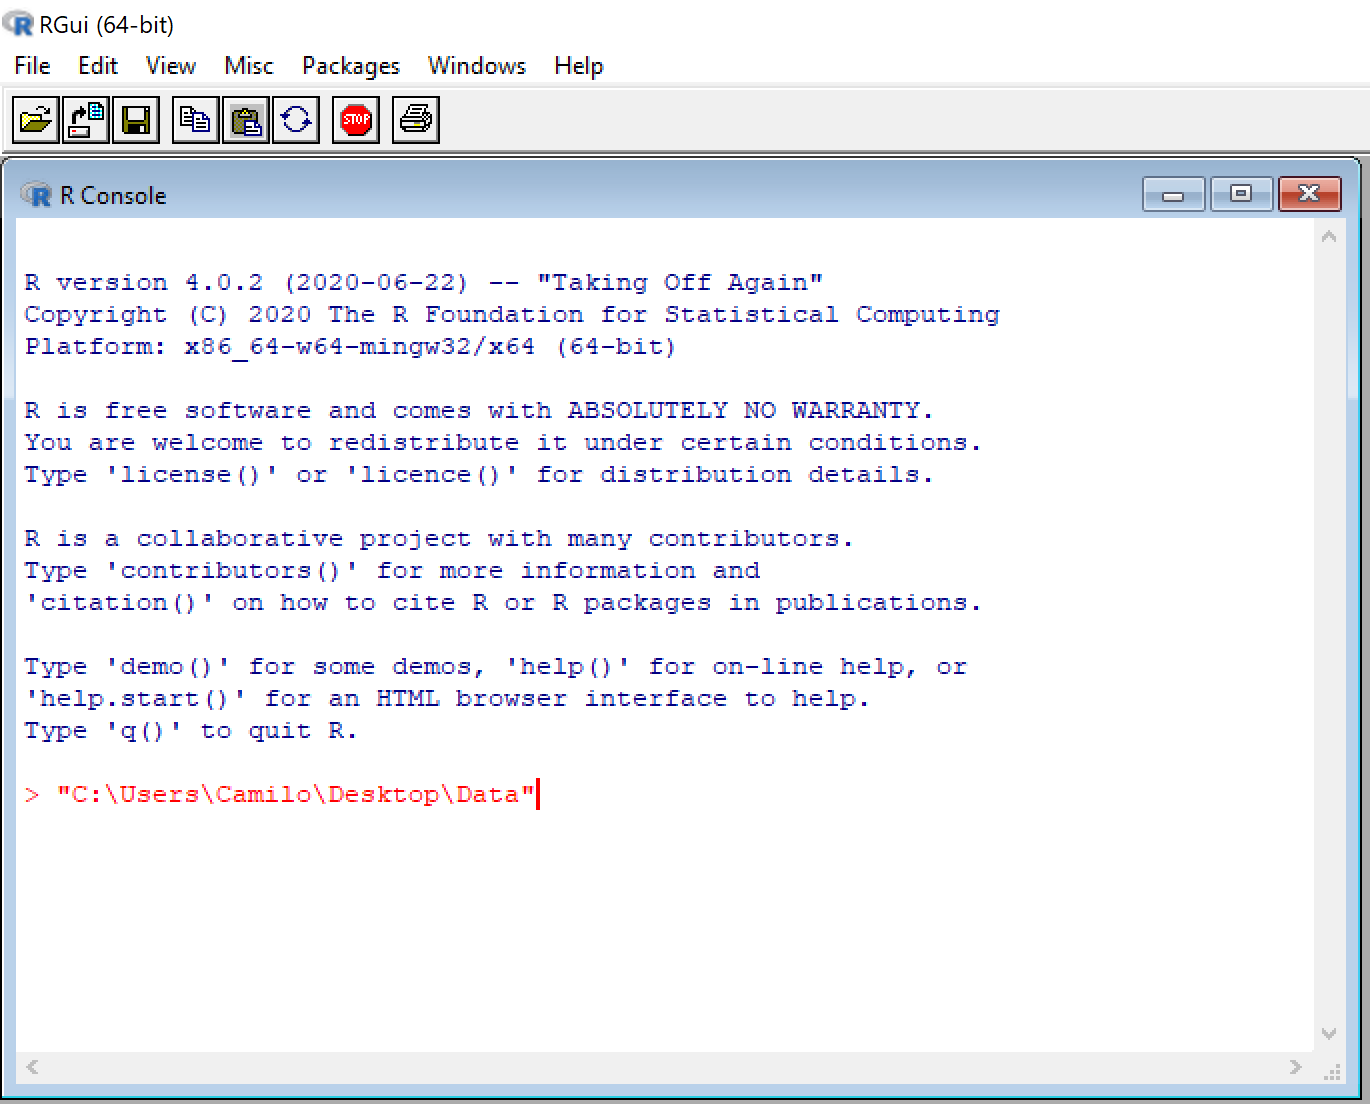 RGui (64-bit)
File Edit View Misc Packages Windows Help
STOP
R Console
R version 4.0.2 (2020-06-22) -- "Taking Off Again"
Copyright (C) 2020 The R Foundation for Statistical Computing
Platform: x86_64-w64-mingw32/x64 (64-bit)
R is free software and comes with ABSOLUTELY NO WARRANTY.
You are welcome to redistribute it under certain conditions.
Type 'license()' or 'licence()' for distribution details.
R is a collaborative project with many contributors.
Type 'contributors()' for more information and
'citation()' on how to cite R or R packages in publications.
Type 'demo()' for some demos, 'help()' for on-line help, or
'help.start()' for an HTML browser interface to help.
Type 'q()' to quit R.
> "C:\Users\Camilo\Desktop\Data"